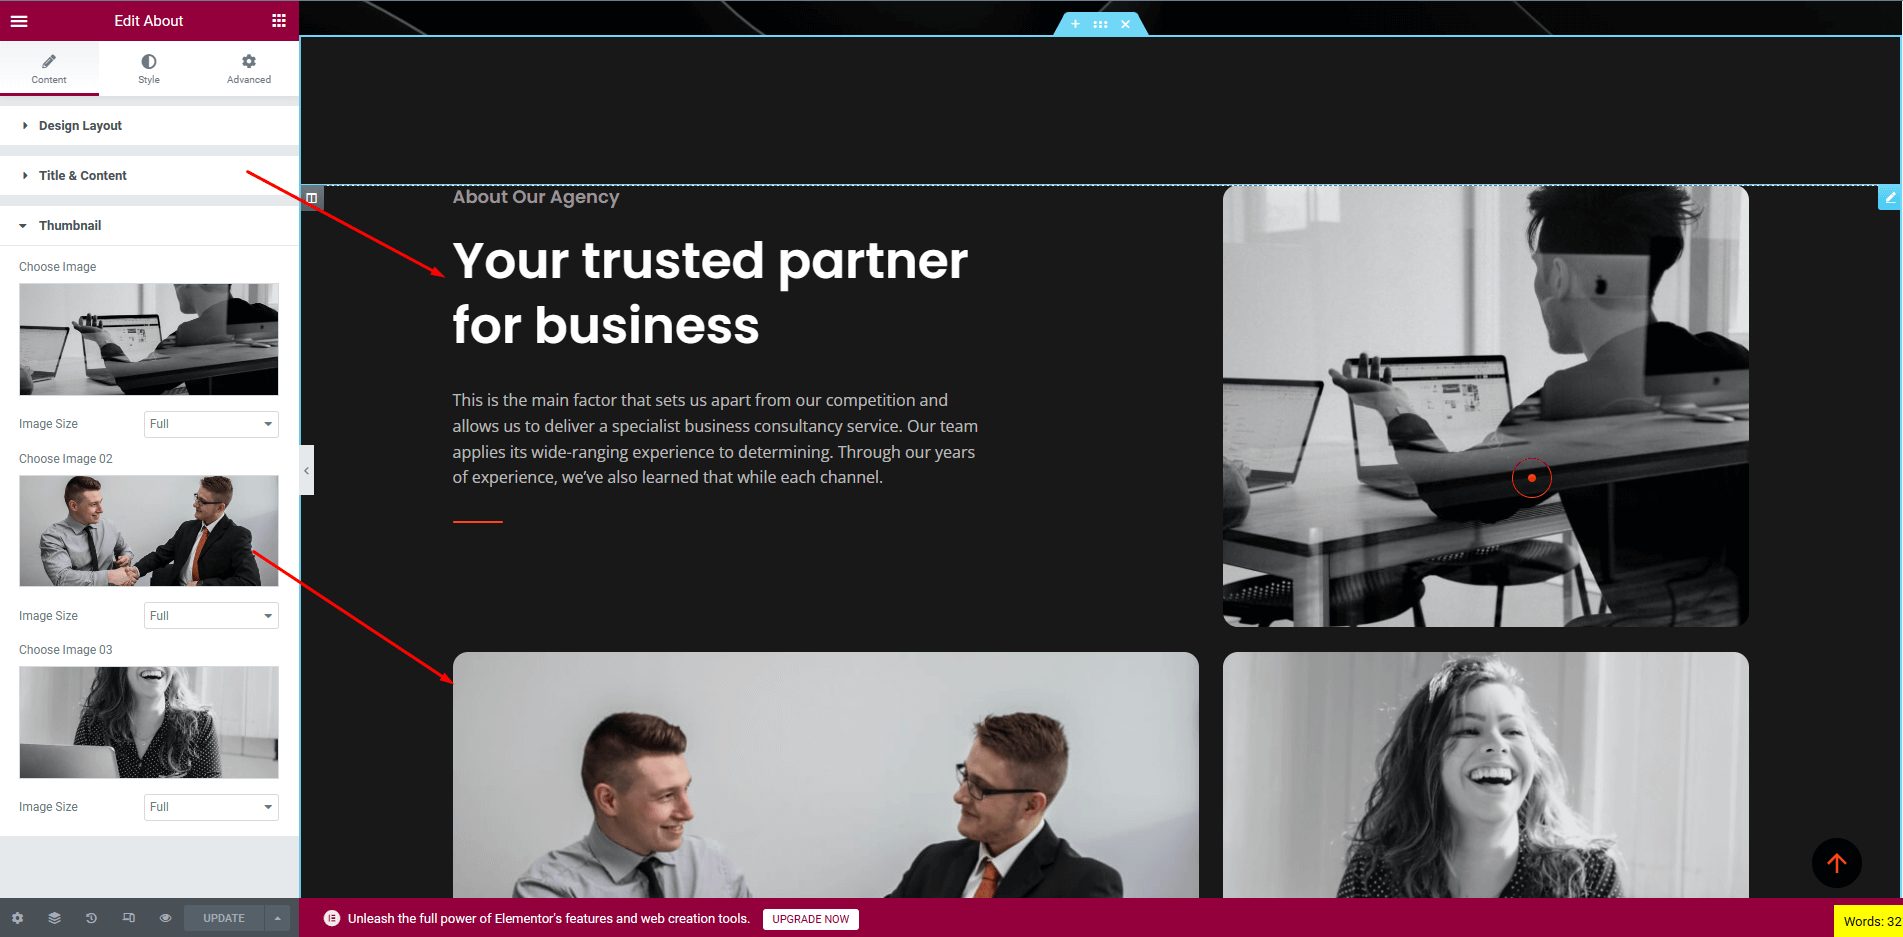 Edit About
Content
Style
Advanced
Design Layout
Title & Content
Thumbnail
Choose Image
Image Size
Full
Choose Image 02
Image Size
Full
Choose Image 03
Image Size
Full
UPDATE
About Our Agency
Your trusted partner
for business
This is the main factor that sets us apart from our competition and
allows us to deliver a specialist business consultancy service. Our team
applies its wide-ranging experience to determining. Through our years
of experience, we’ve also learned that while each channel.
Unleash the full power of Elementor's features and web creation tools.
UPGRADE NOW
Words: 32